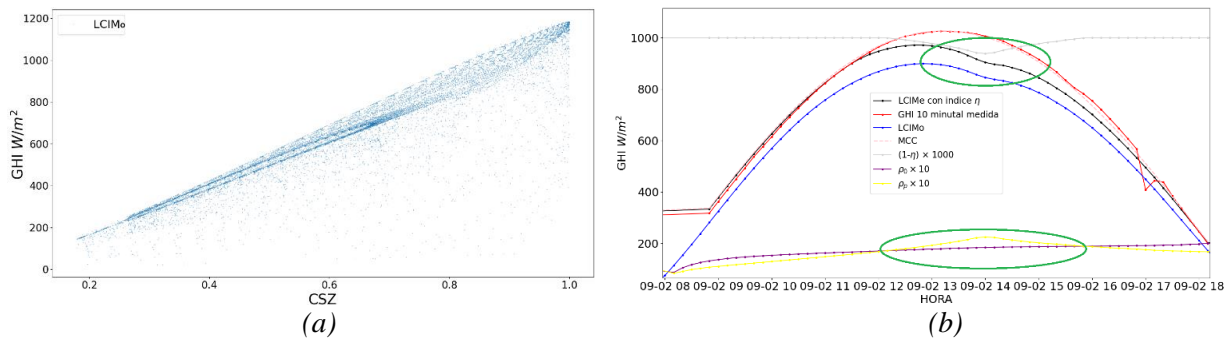 1200
1000
800
600
400
200
0
GHI W/m²
LCIMo
0.2 0.4 0.6 0.8 1.0
CSZ
(a)
1000
800
600
400
200
GHI W/m²
LCIMe con indice η
GHI 10 minutal medida
LCIMo
MCC
(1-η) × 1000
ρ₀ × 10
ρₚ × 10
09-02 08 09-02 09 09-02 10 09-02 11 09-02 12 09-02 13 09-02 14 09-02 15 09-02 16 09-02 17 09-02 18
HORA
(b)